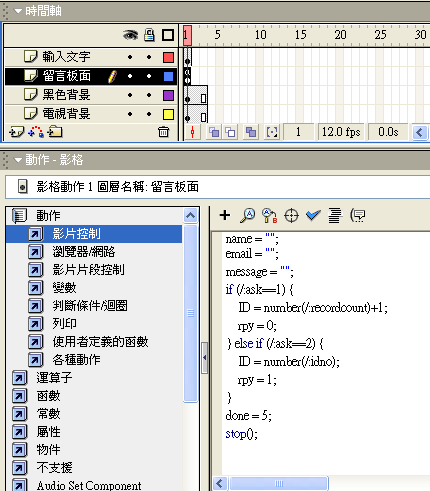 時間軸
1 5 10 15 20 25 30
輸入文字
留言板面
a
黑色背景
電視背景
1 12.0 fps 0.0s
動作 - 影格
影格動作 1 圖層名稱: 留言板面
動作
影片控制
瀏覽器/網路
影片片段控制
變數
判斷條件/迴圈
列印
使用者定義的函數
各種動作
運算子
函數
常數
屬性
物件
不支援
Audio Set Component
name = "";
email = "";
message = "";
if (/:ask==1) {
ID = number(/:recordcount)+1;
rpy = 0;
} else if (/:ask==2) {
ID = number(/:idno);
rpy = 1;
}
done = 5;
stop();